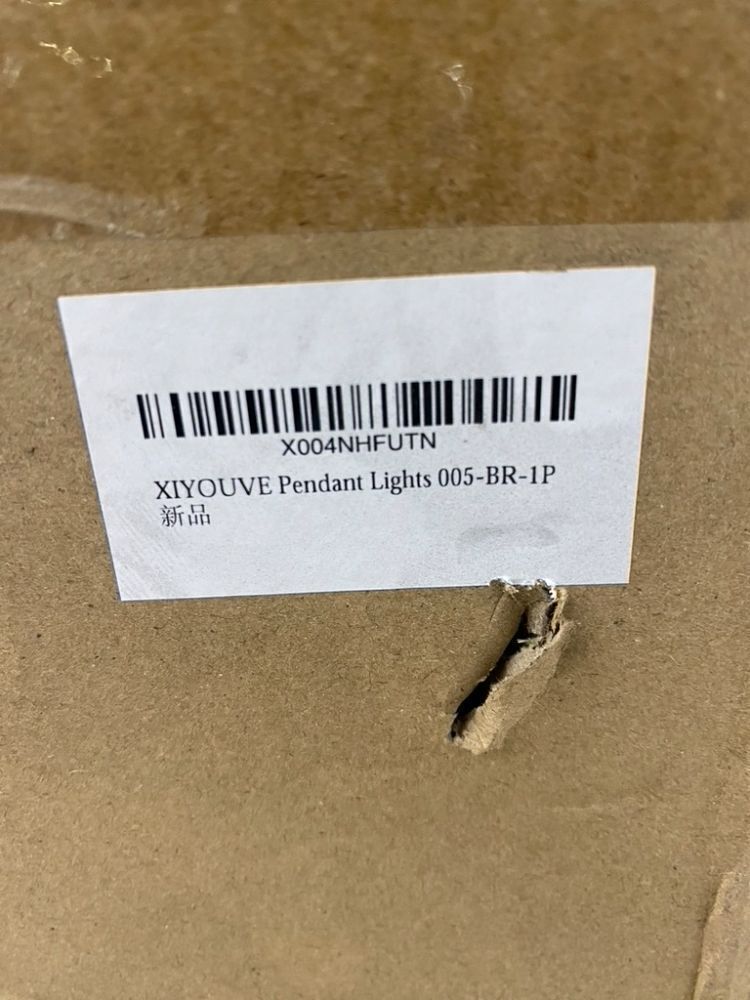 X004NHFUTN
XIYOUVE Pendant Lights 005-BR-1P
新品